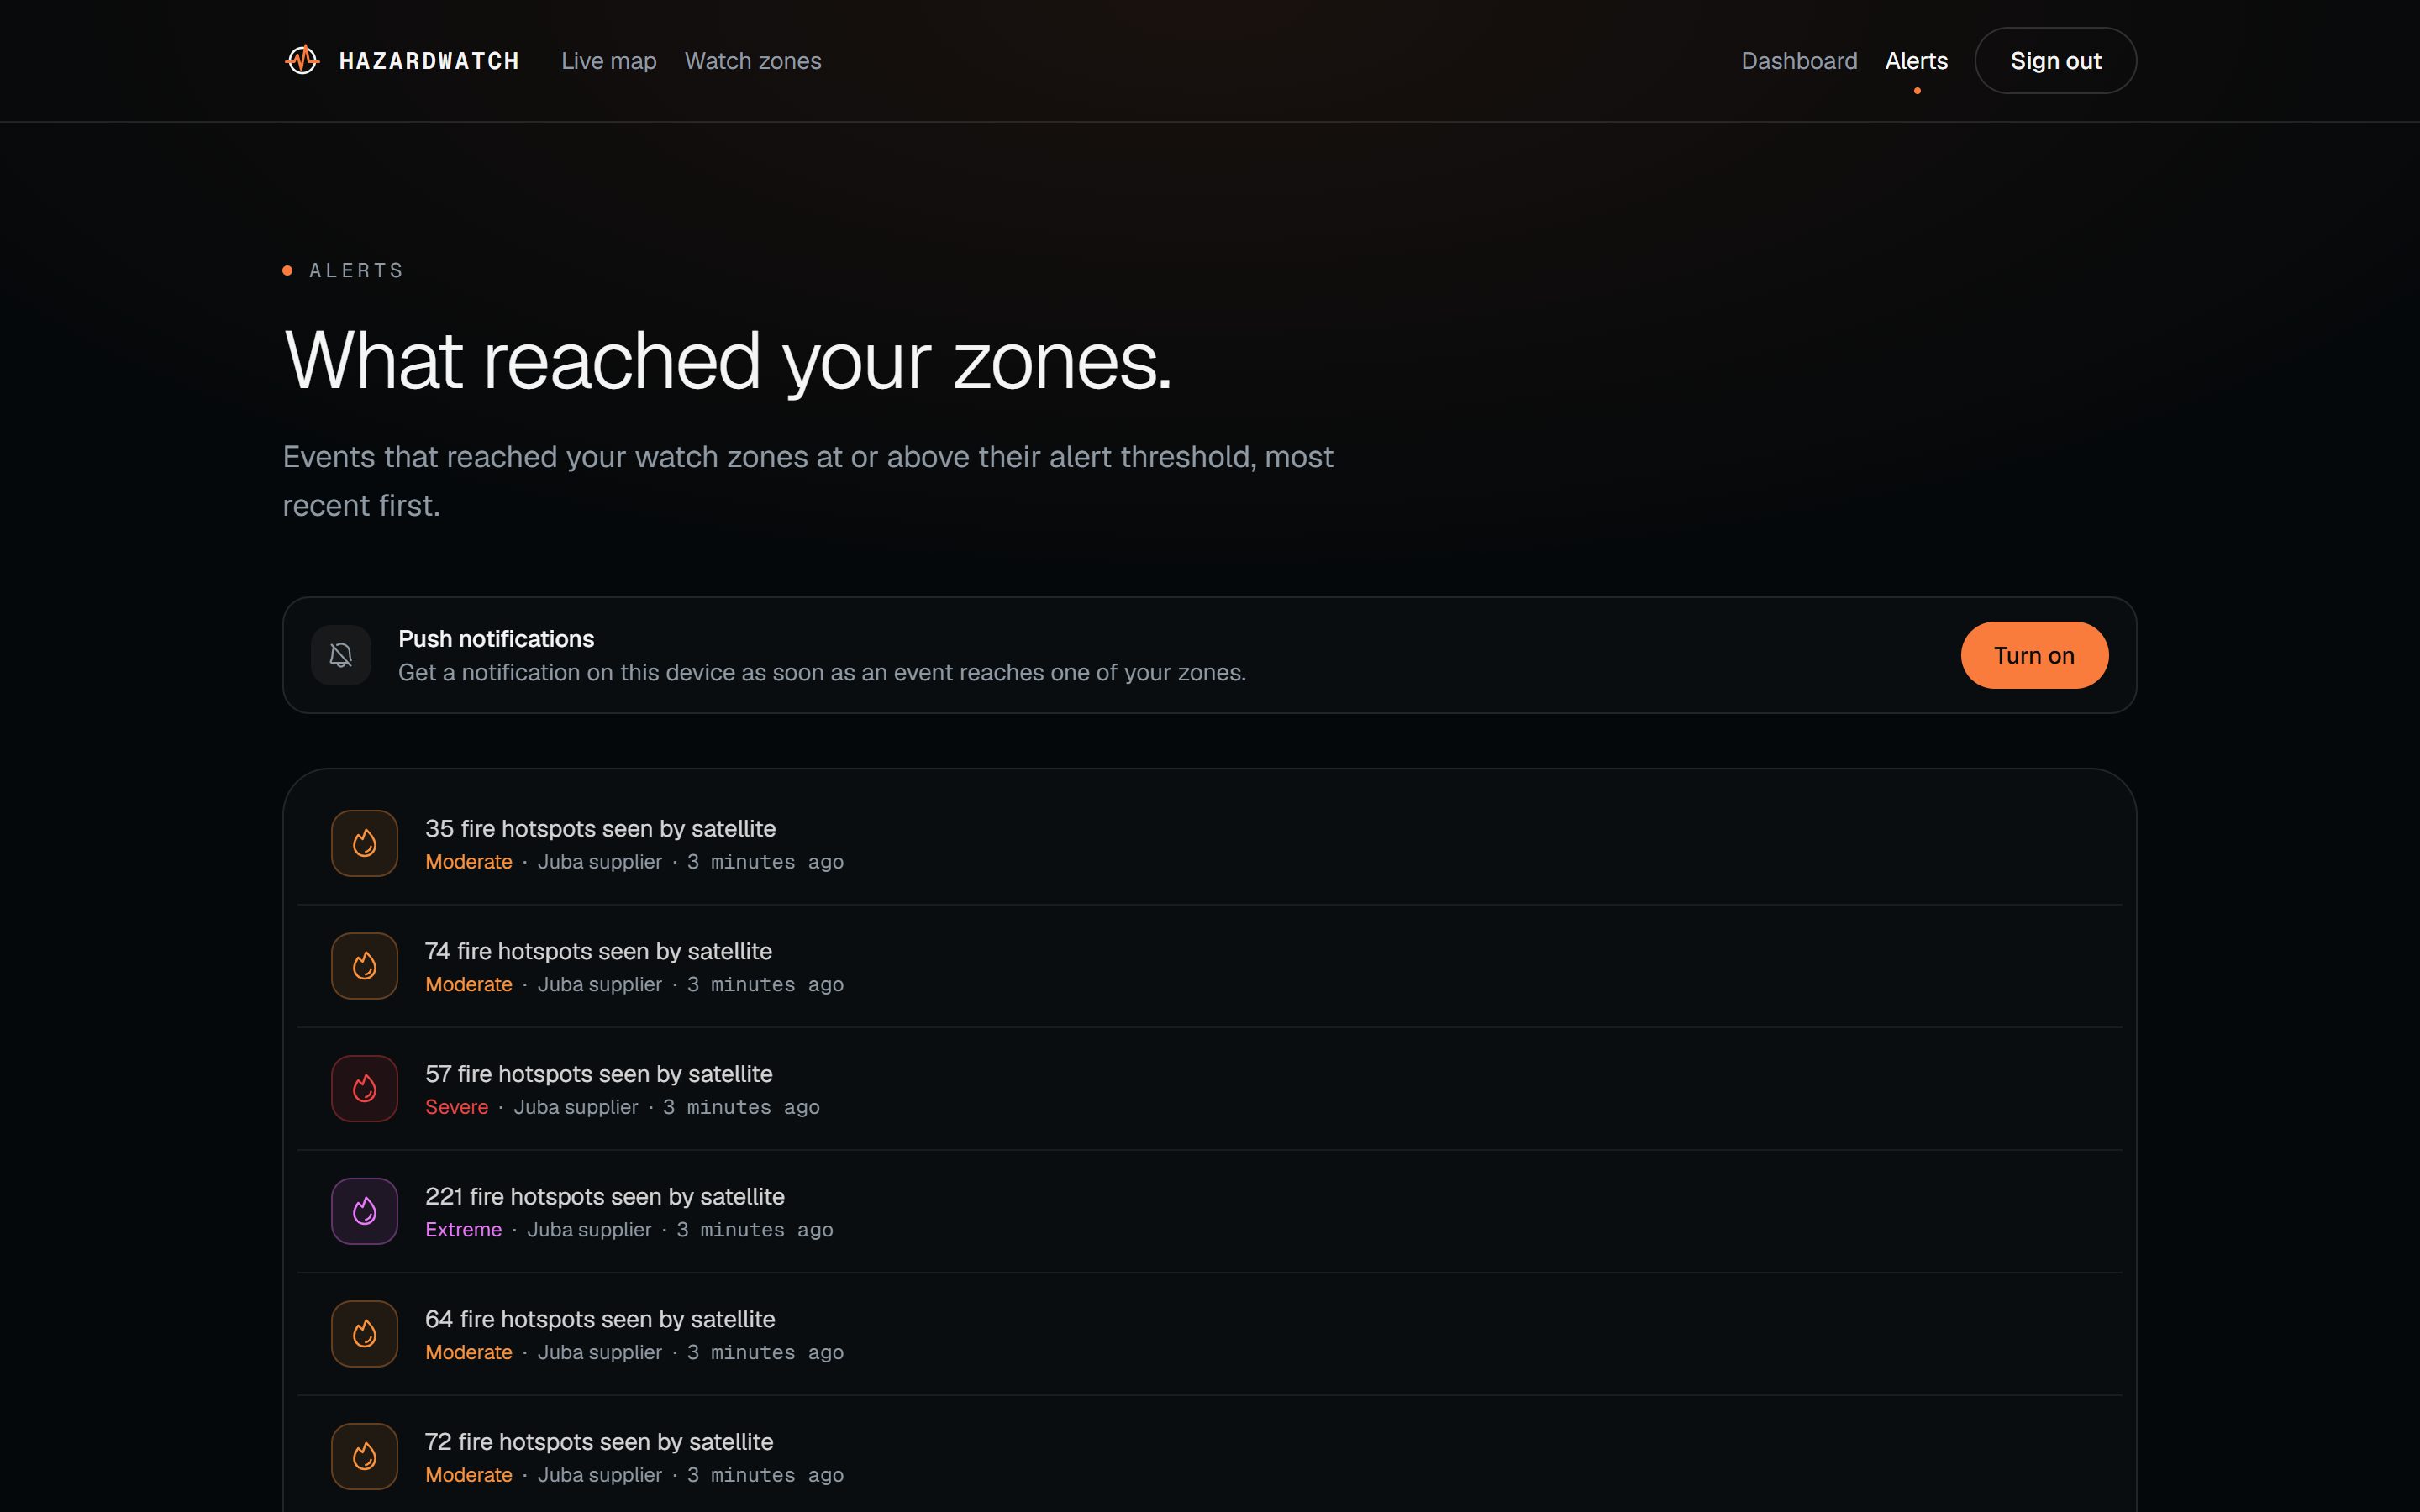 HAZARDWATCH Live map Watch zones Dashboard Alerts Sign out
ALERTS
What reached your zones.
Events that reached your watch zones at or above their alert threshold, most
recent first.
Push notifications
Get a notification on this device as soon as an event reaches one of your zones.
Turn on
35 fire hotspots seen by satellite
Moderate · Juba supplier · 3 minutes ago
74 fire hotspots seen by satellite
Moderate · Juba supplier · 3 minutes ago
57 fire hotspots seen by satellite
Severe · Juba supplier · 3 minutes ago
221 fire hotspots seen by satellite
Extreme · Juba supplier · 3 minutes ago
64 fire hotspots seen by satellite
Moderate · Juba supplier · 3 minutes ago
72 fire hotspots seen by satellite
Moderate · Juba supplier · 3 minutes ago